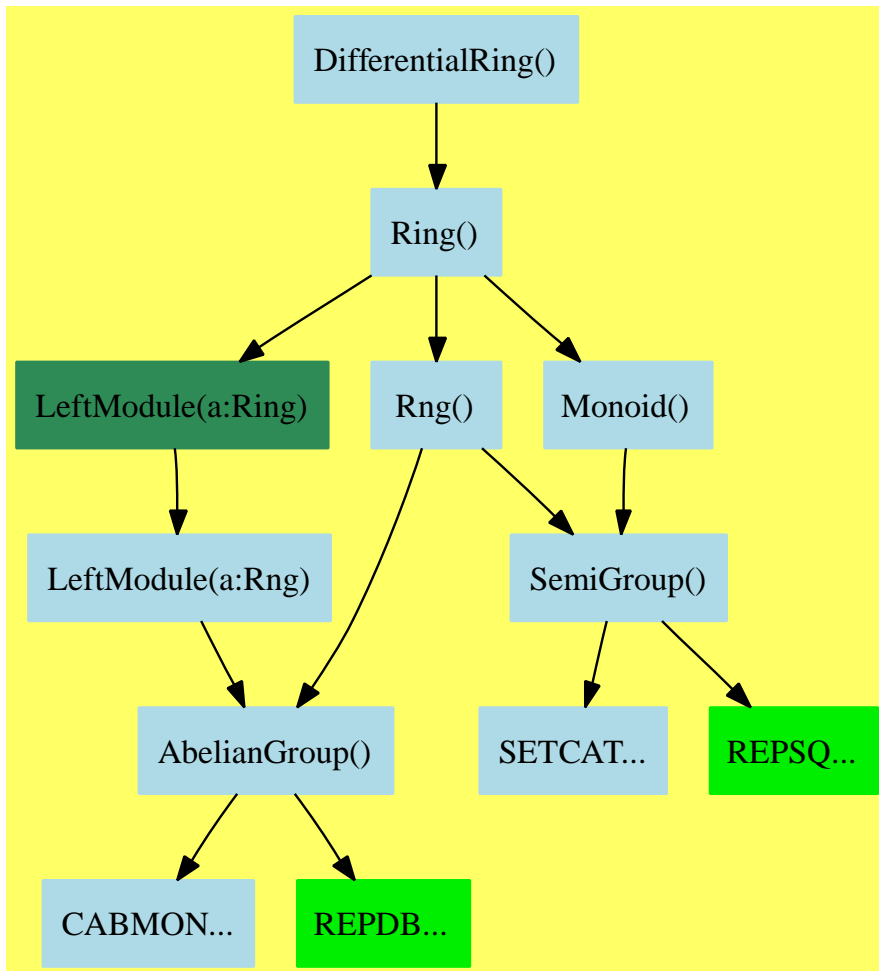 DifferentialRing()
Ring()
LeftModule(a:Ring)
Rng()
Monoid()
LeftModule(a:Rng)
SemiGroup()
AbelianGroup()
SETCAT...
REPSQ...
CABMON...
REPDB...